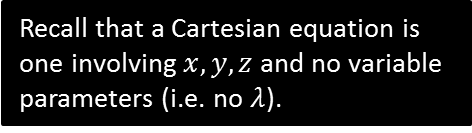 Recall that a Cartesian equation is
one involving 𝑥, 𝑦, 𝑧 and no variable
parameters (i.e. no 𝜆).